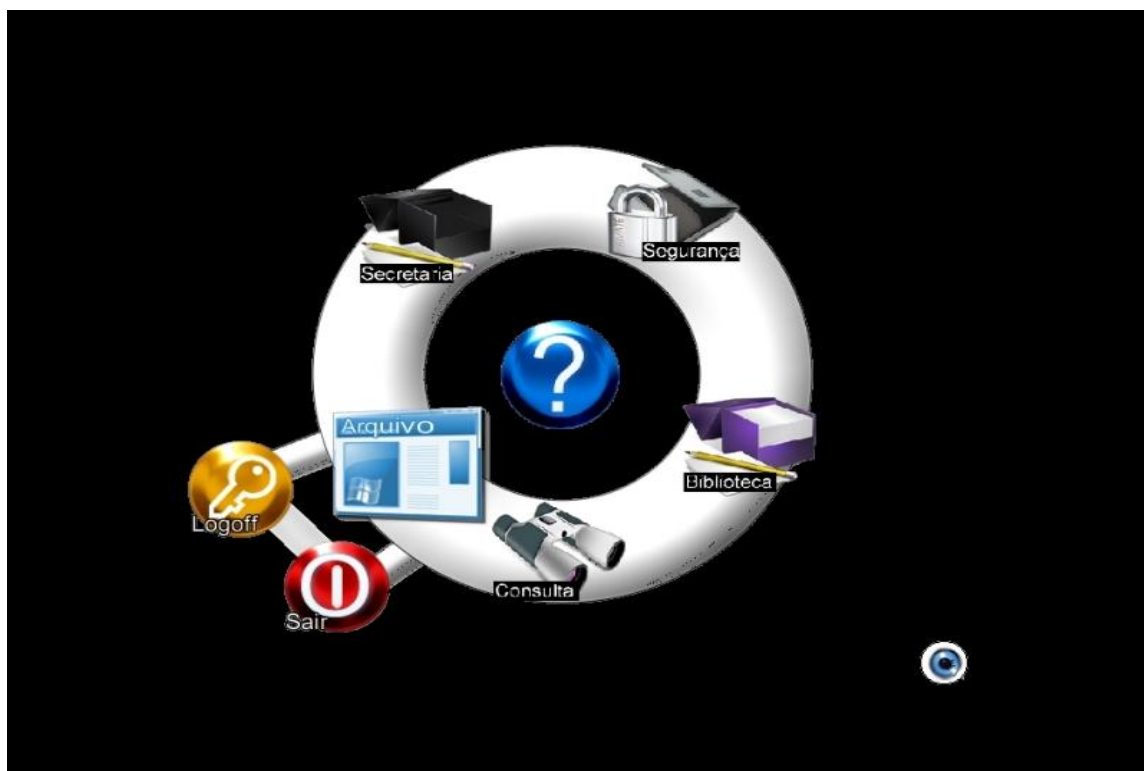 Secretaria
Segurança
?
Arquivo
Biblioteca
Logoff
Consulta
Sair